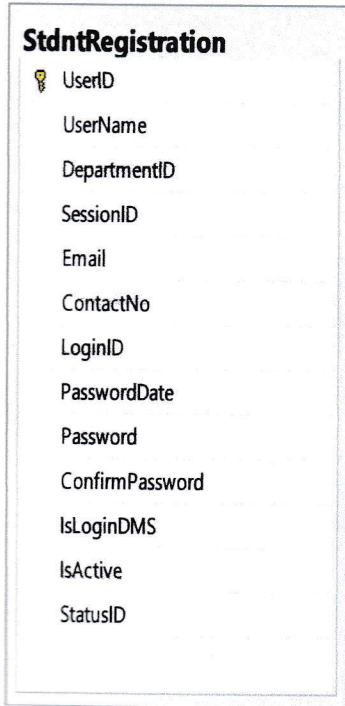 StdntRegistration
UserID
UserName
DepartmentID
SessionID
Email
ContactNo
LoginID
PasswordDate
Password
ConfirmPassword
IsLoginDMS
IsActive
StatusID